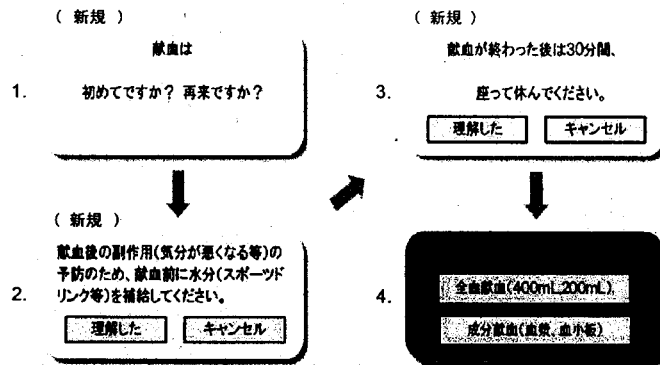 ( 新規 )
献血は
1. 初めてですか? 再来ですか?
( 新規 )
献血後の副作用(気分が悪くなる等)の
予防のため、献血前に水分(スポーツド
リンク等)を補給してください。
2. 理解した キャンセル
( 新規 )
献血が終わった後は30分間、
3. 座って休んでください。
理解した キャンセル
4. 全血献血(400mL,200mL)
成分献血(血漿、血小板)